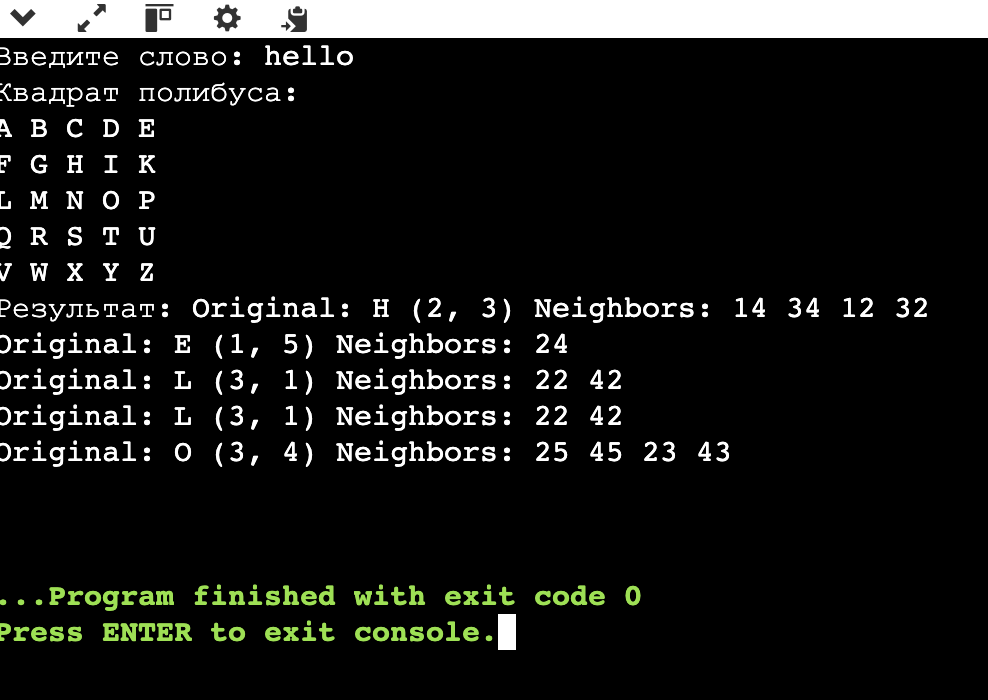 Введите слово: hello
Квадрат полибуса:
A B C D E
F G H I K
L M N O P
Q R S T U
V W X Y Z
Результат: Original: H (2, 3) Neighbors: 14 34 12 32
Original: E (1, 5) Neighbors: 24
Original: L (3, 1) Neighbors: 22 42
Original: L (3, 1) Neighbors: 22 42
Original: O (3, 4) Neighbors: 25 45 23 43
...Program finished with exit code 0
Press ENTER to exit console.